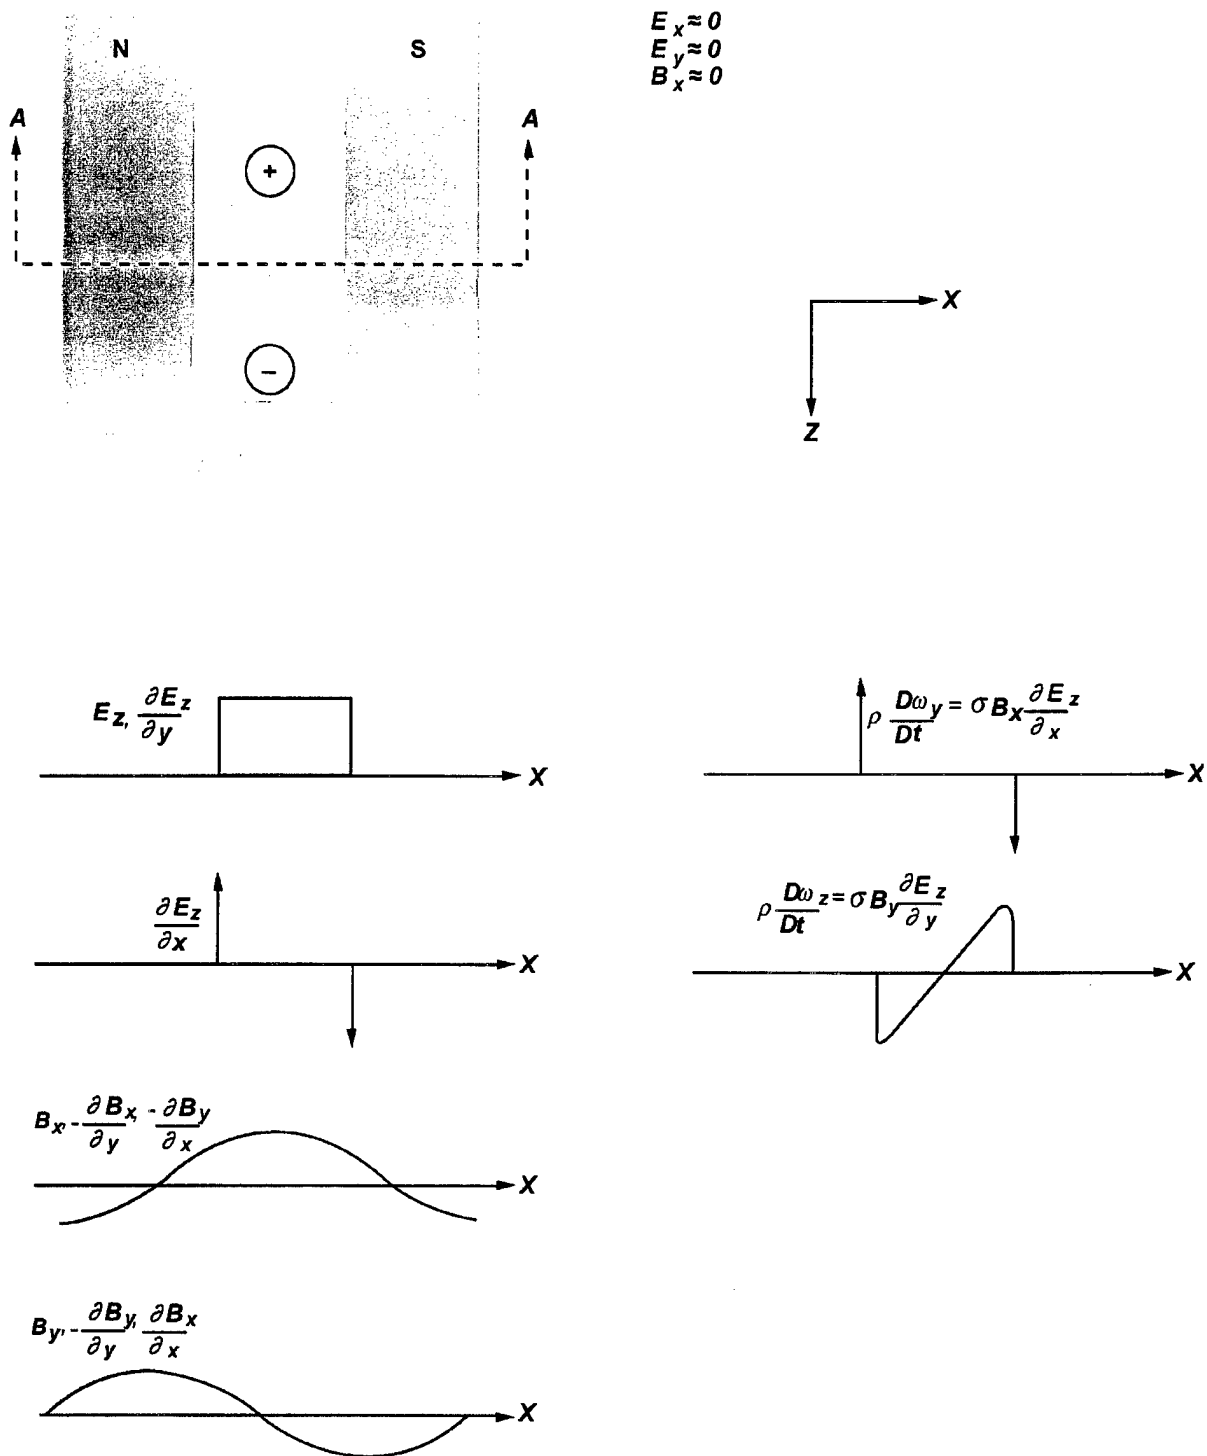 E_x ≈ 0
E_y ≈ 0
B_x ≈ 0
N S
A A
+
−
X
Z
E_z, ∂E_z/∂y
X
ρ Dω_y/Dt = σ B_x ∂E_z/∂x
X
∂E_z/∂x
X
ρ Dω_z/Dt = σ B_y ∂E_z/∂y
X
B_x, -∂B_x/∂y, -∂B_y/∂x
X
B_y, -∂B_y/∂y, ∂B_x/∂x
X